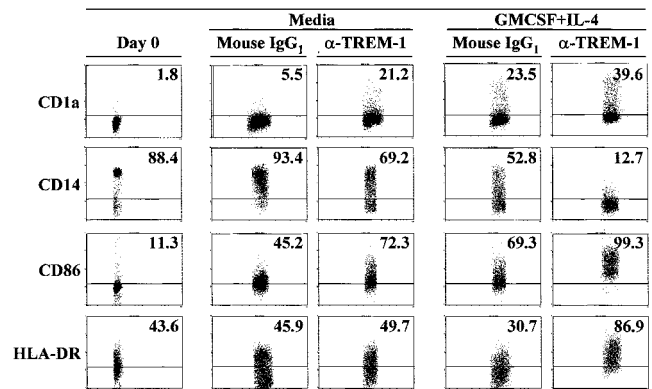 Media GMCSF+IL-4
Day 0 Mouse IgG1 α-TREM-1 Mouse IgG1 α-TREM-1
CD1a 1.8 5.5 21.2 23.5 39.6
CD14 88.4 93.4 69.2 52.8 12.7
CD86 11.3 45.2 72.3 69.3 99.3
HLA-DR 43.6 45.9 49.7 30.7 86.9